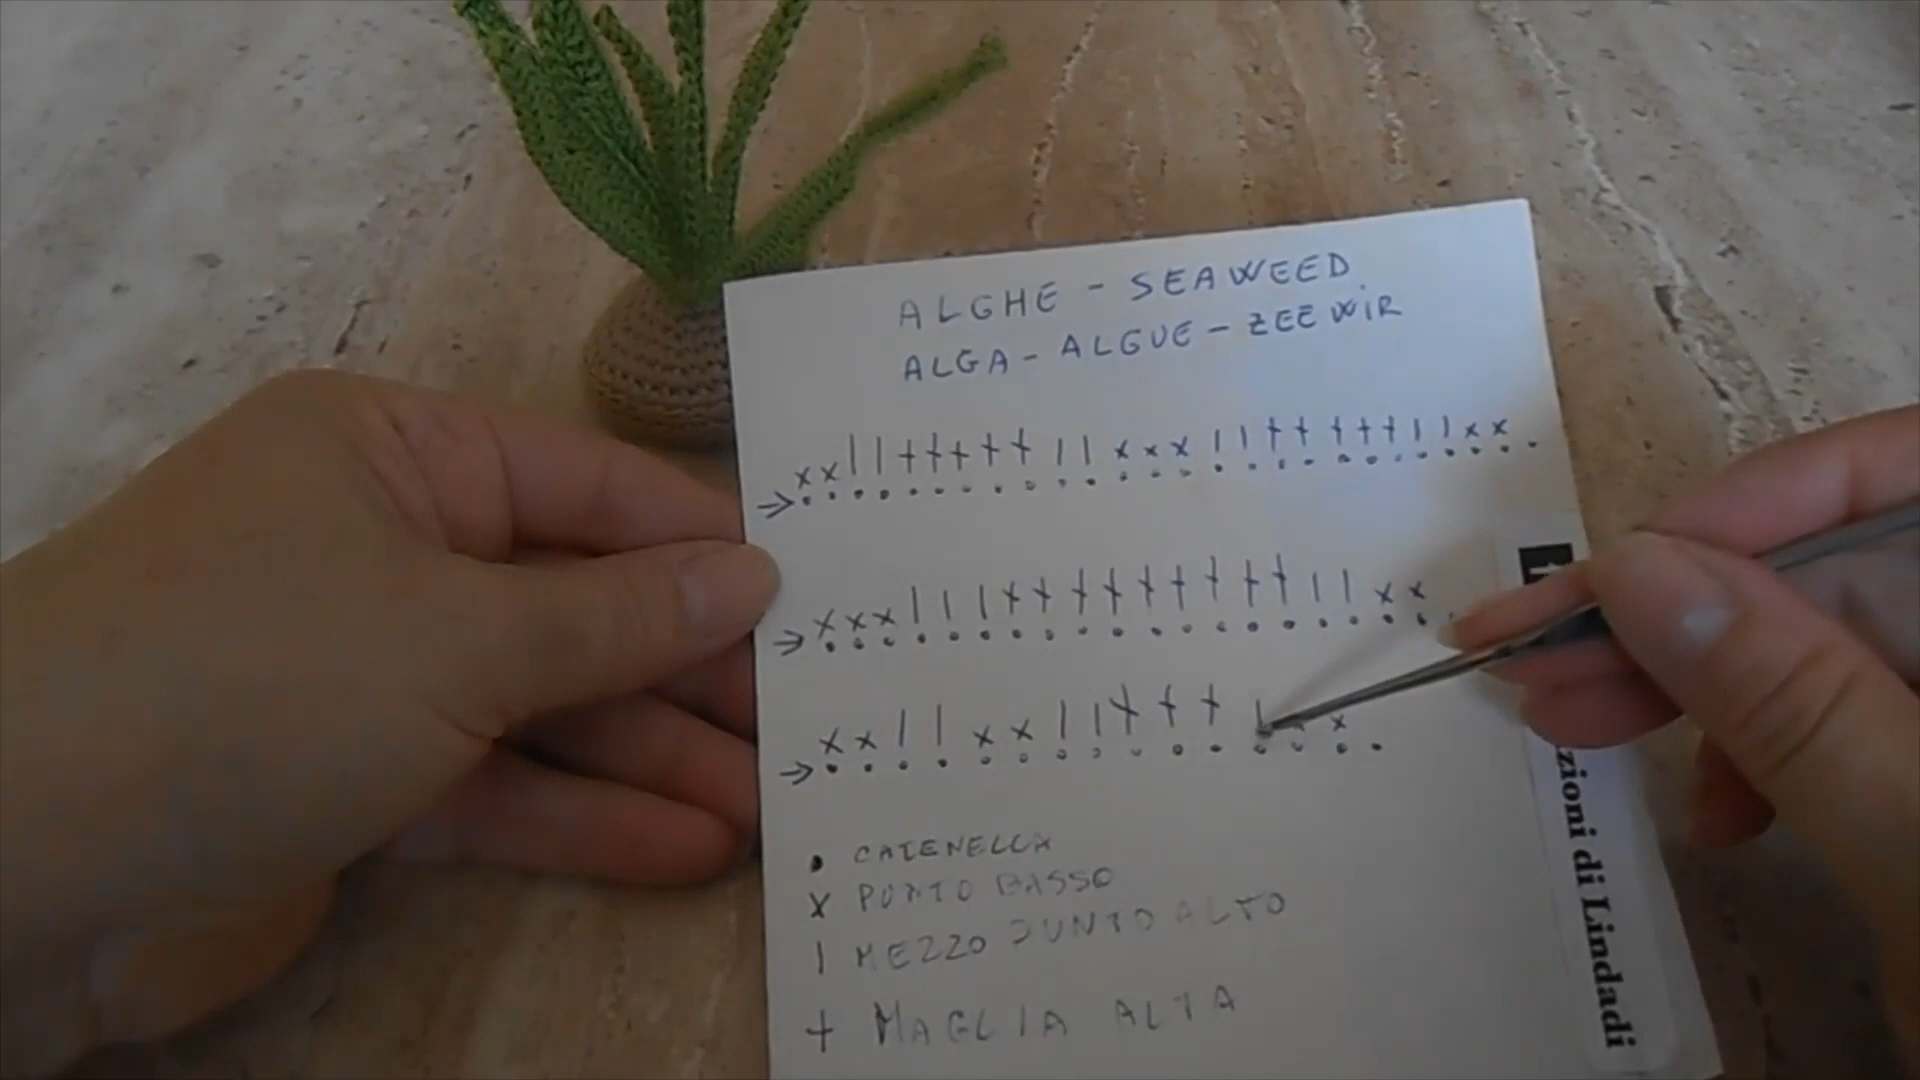 ALGHE - SEAWEED
ALGA - ALGUE - ZEEWIR
→ x x | | + + + + + | | x x x | | + + + + + | | x x
→ x x x | | | + + + + + + + + + | | x x
→ x x | | x x | | + + + | x x
• CATENELLA
x PUNTO BASSO
| MEZZO PUNTO ALTO
+ MAGLIA ALTA
zioni di Lindadi